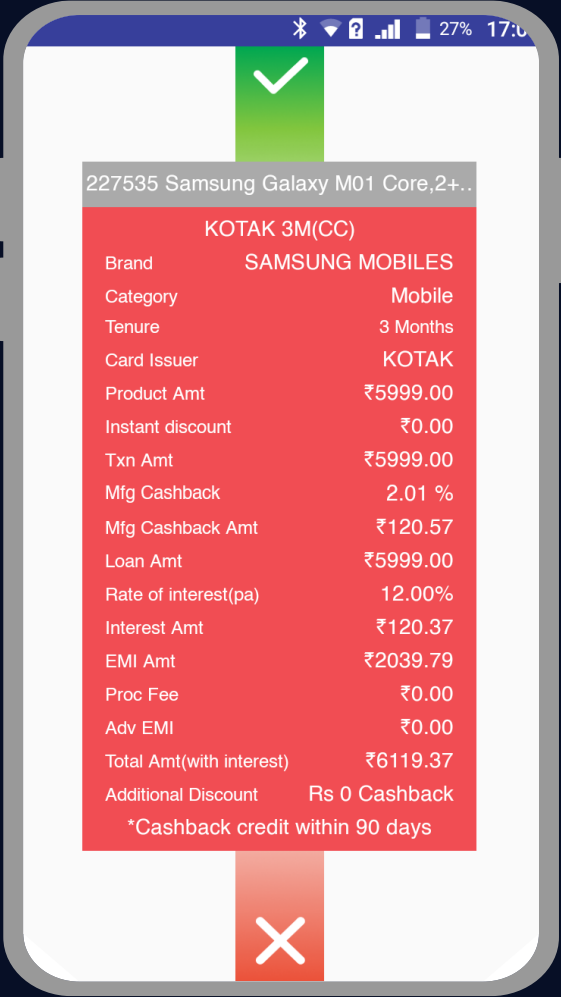 27% 17:0
227535 Samsung Galaxy M01 Core,2+..
KOTAK 3M(CC)
Brand SAMSUNG MOBILES
Category Mobile
Tenure 3 Months
Card Issuer KOTAK
Product Amt ₹5999.00
Instant discount ₹0.00
Txn Amt ₹5999.00
Mfg Cashback 2.01 %
Mfg Cashback Amt ₹120.57
Loan Amt ₹5999.00
Rate of interest(pa) 12.00%
Interest Amt ₹120.37
EMI Amt ₹2039.79
Proc Fee ₹0.00
Adv EMI ₹0.00
Total Amt(with interest) ₹6119.37
Additional Discount Rs 0 Cashback
*Cashback credit within 90 days